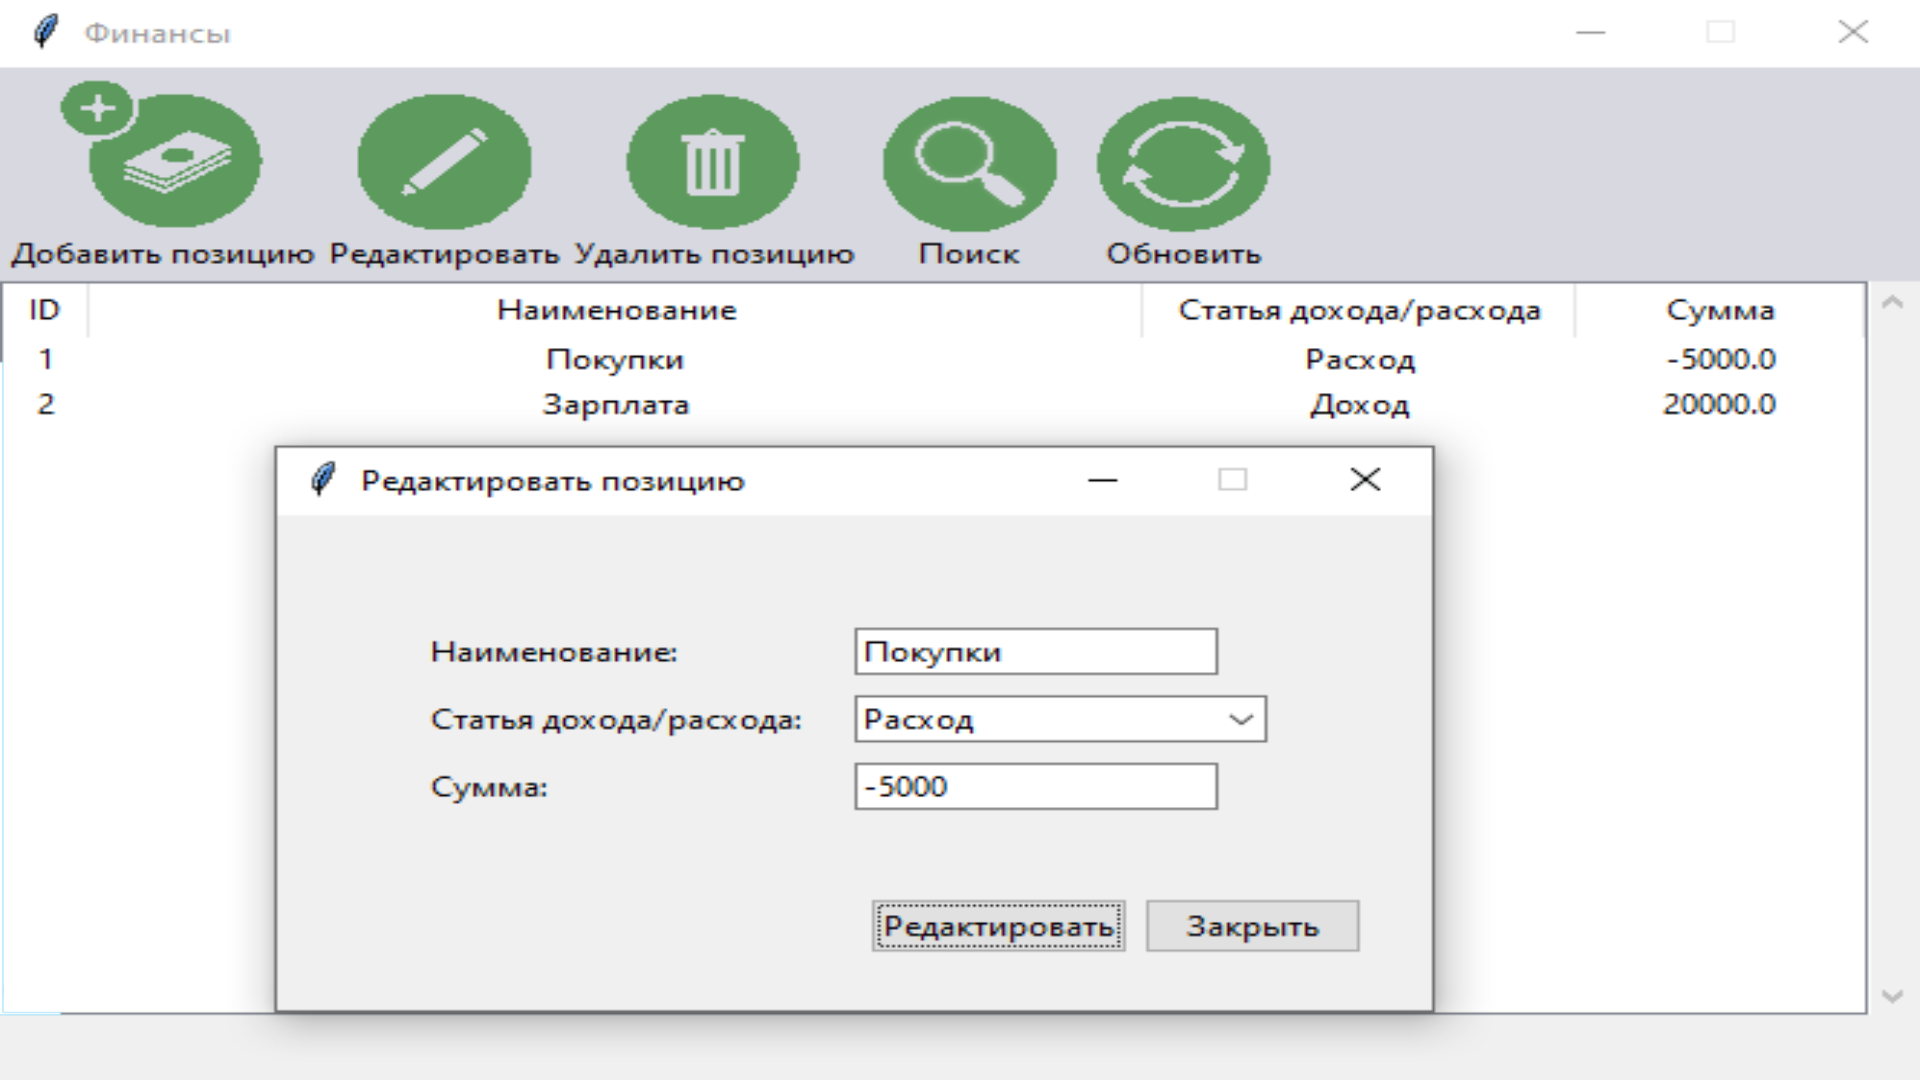 Финансы
Добавить позицию Редактировать Удалить позицию Поиск Обновить
ID Наименование Статья дохода/расхода Сумма
1 Покупки Расход -5000.0
2 Зарплата Доход 20000.0
Редактировать позицию
Наименование: Покупки
Статья дохода/расхода: Расход
Сумма: -5000
Редактировать Закрыть